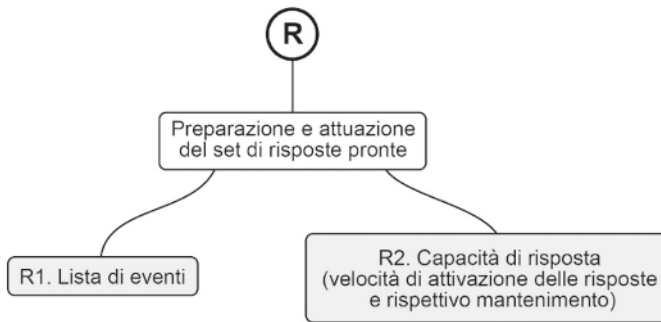 R
Preparazione e attuazione
del set di risposte pronte
R1. Lista di eventi
R2. Capacità di risposta
(velocità di attivazione delle risposte
e rispettivo mantenimento)